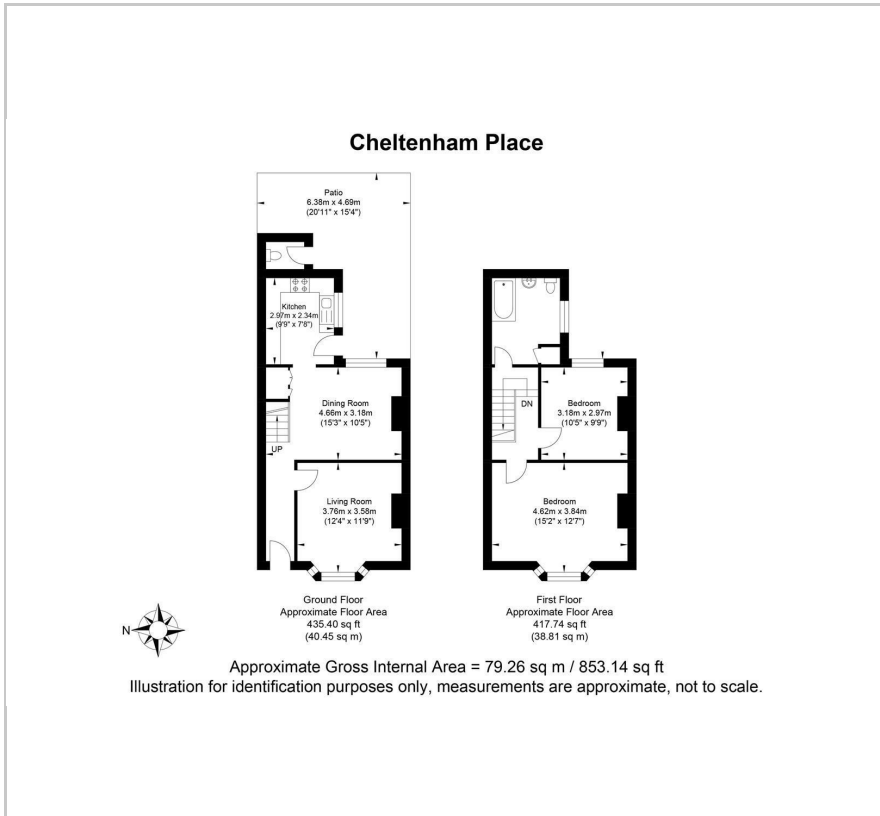 Cheltenham Place
Patio
6.38m x 4.69m
(20'11" x 15'4")
Kitchen
2.97m x 2.34m
(9'9" x 7'8")
Dining Room
4.66m x 3.18m
(15'3" x 10'5")
UP
Living Room
3.76m x 3.58m
(12'4" x 11'9")
DN
Bedroom
3.18m x 2.97m
(10'5" x 9'9")
Bedroom
4.62m x 3.84m
(15'2" x 12'7")
Ground Floor
Approximate Floor Area
435.40 sq ft
(40.45 sq m)
First Floor
Approximate Floor Area
417.74 sq ft
(38.81 sq m)
N
Approximate Gross Internal Area = 79.26 sq m / 853.14 sq ft
Illustration for identification purposes only, measurements are approximate, not to scale.